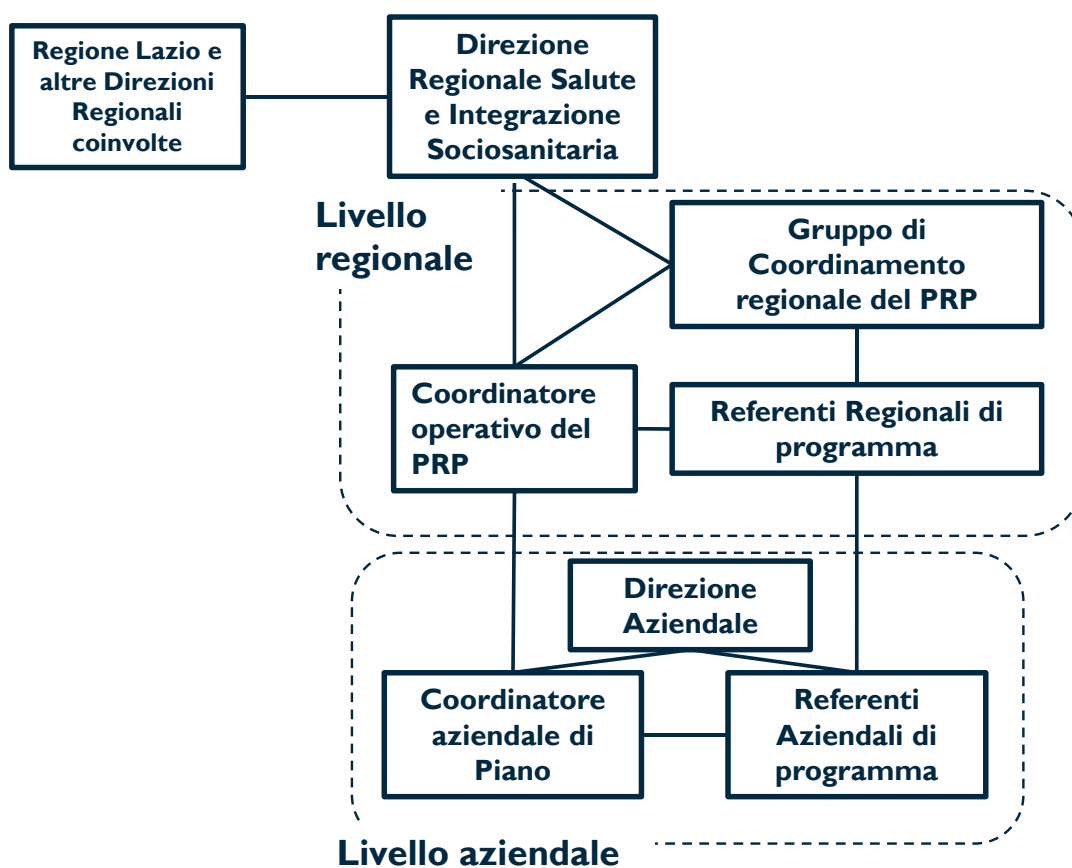 Regione Lazio e
altre Direzioni
Regionali
coinvolte
Direzione
Regionale Salute
e Integrazione
Sociosanitaria
Livello
regionale
Gruppo di
Coordinamento
regionale del PRP
Coordinatore
operativo del
PRP
Referenti Regionali di
programma
Direzione
Aziendale
Coordinatore
aziendale di
Piano
Referenti
Aziendali di
programma
Livello aziendale